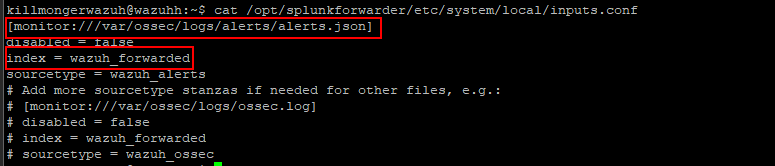 killmongerwazuh@wazuhh:~$ cat /opt/splunkforwarder/etc/system/local/inputs.conf
[monitor:///var/ossec/logs/alerts/alerts.json]
disabled = false
index = wazuh_forwarded
sourcetype = wazuh_alerts
# Add more sourcetype stanzas if needed for other files, e.g.:
# [monitor:///var/ossec/logs/ossec.log]
# disabled = false
# index = wazuh_forwarded
# sourcetype = wazuh_ossec